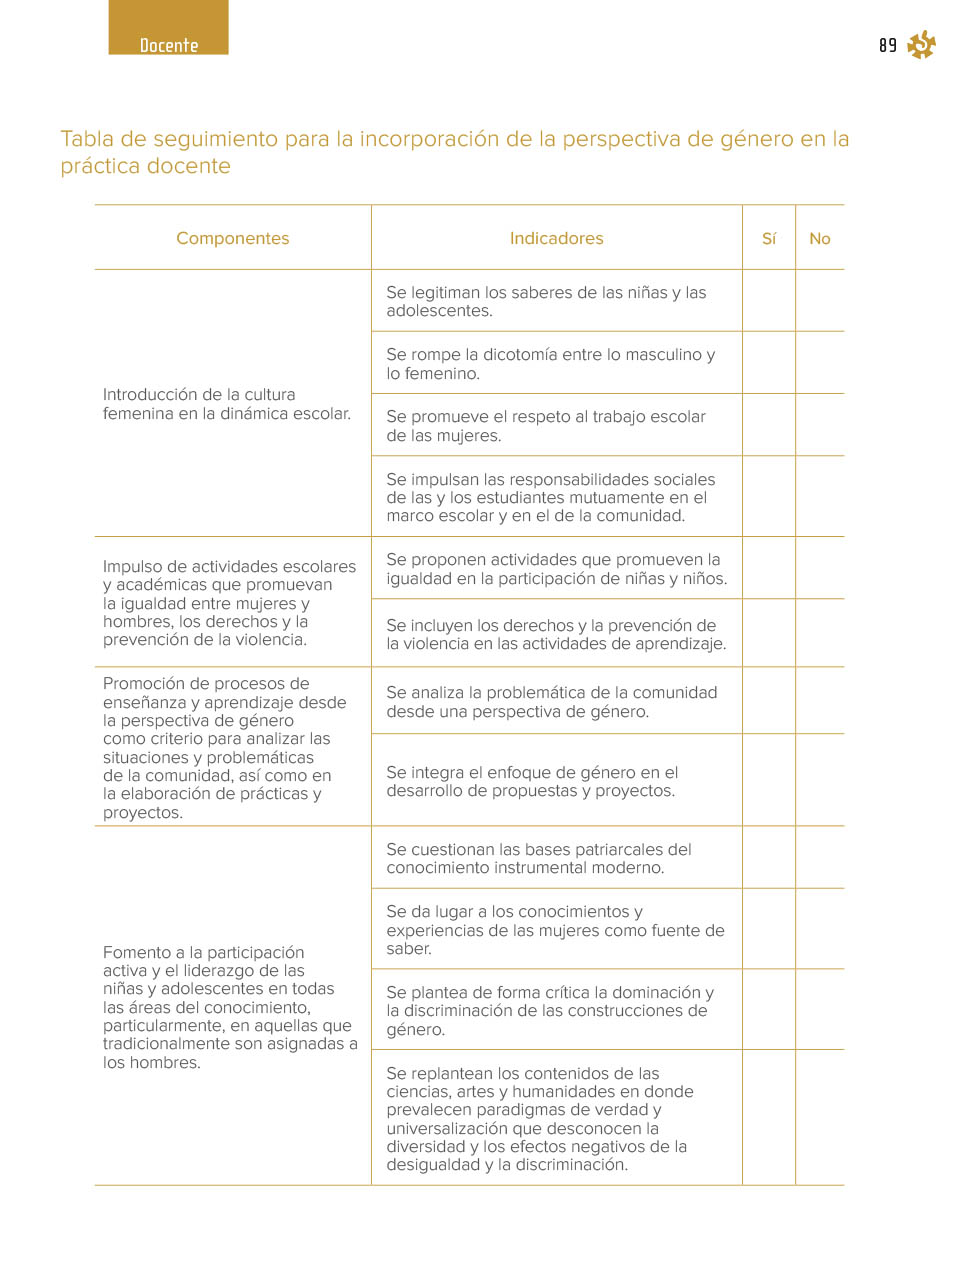 Docente
89
Tabla de seguimiento para la incorporación de la perspectiva de género en la
práctica docente
Componentes
Indicadores
Sí
No
Introducción de la cultura
femenina en la dinámica escolar.
Se legitiman los saberes de las niñas y las
adolescentes.
Se rompe la dicotomía entre lo masculino y
lo femenino.
Se promueve el respeto al trabajo escolar
de las mujeres.
Se impulsan las responsabilidades sociales
de las y los estudiantes mutuamente en el
marco escolar y en el de la comunidad.
Impulso de actividades escolares
y académicas que promuevan
la igualdad entre mujeres y
hombres, los derechos y la
prevención de la violencia.
Se proponen actividades que promueven la
igualdad en la participación de niñas y niños.
Se incluyen los derechos y la prevención de
la violencia en las actividades de aprendizaje.
Promoción de procesos de
enseñanza y aprendizaje desde
la perspectiva de género
como criterio para analizar las
situaciones y problemáticas
de la comunidad, así como en
la elaboración de prácticas y
proyectos.
Se analiza la problemática de la comunidad
desde una perspectiva de género.
Se integra el enfoque de género en el
desarrollo de propuestas y proyectos.
Fomento a la participación
activa y el liderazgo de las
niñas y adolescentes en todas
las áreas del conocimiento,
particularmente, en aquellas que
tradicionalmente son asignadas a
los hombres.
Se cuestionan las bases patriarcales del
conocimiento instrumental moderno.
Se da lugar a los conocimientos y
experiencias de las mujeres como fuente de
saber.
Se plantea de forma crítica la dominación y
la discriminación de las construcciones de
género.
Se replantean los contenidos de las
ciencias, artes y humanidades en donde
prevalecen paradigmas de verdad y
universalización que desconocen la
diversidad y los efectos negativos de la
desigualdad y la discriminación.